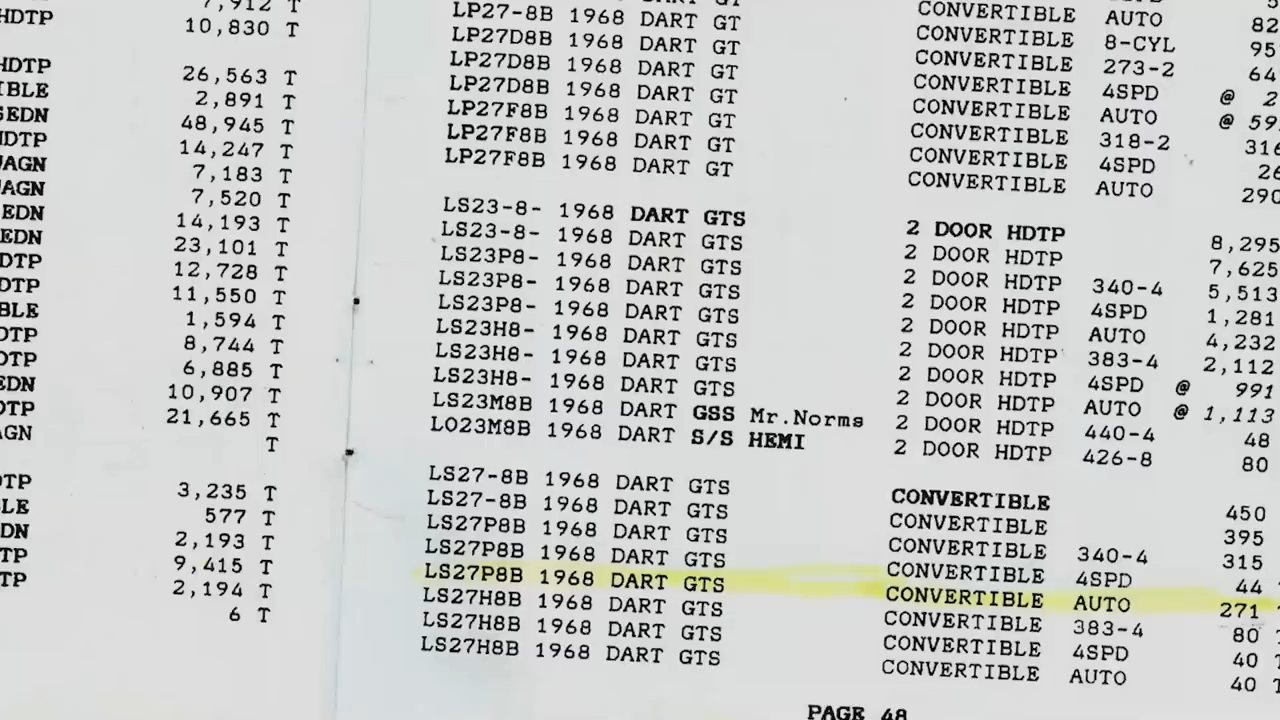 7,912 T
HDTP 10,830 T
HDTP 26,563 T
IBLE 2,891 T
SEDN 48,945 T
HDTP 14,247 T
WAGN 7,183 T
WAGN 7,520 T
EDN 14,193 T
EDN 23,101 T
DTP 12,728 T
DTP 11,550 T
BLE 1,594 T
DTP 8,744 T
DTP 6,885 T
EDN 10,907 T
DTP 21,665 T
AGN T
DTP 3,235 T
LE 577 T
DN 2,193 T
TP 9,415 T
TP 2,194 T
6 T
CONVERTIBLE AUTO 82
LP27-8B 1968 DART GT CONVERTIBLE 8-CYL 95
LP27D8B 1968 DART GT CONVERTIBLE 273-2 64
LP27D8B 1968 DART GT CONVERTIBLE 4SPD @ 2
LP27D8B 1968 DART GT CONVERTIBLE AUTO @ 59
LP27F8B 1968 DART GT CONVERTIBLE 318-2 316
LP27F8B 1968 DART GT CONVERTIBLE 4SPD 26
LP27F8B 1968 DART GT CONVERTIBLE AUTO 290
LS23-8- 1968 DART GTS 2 DOOR HDTP 8,295
LS23-8- 1968 DART GTS 2 DOOR HDTP 7,625
LS23P8- 1968 DART GTS 2 DOOR HDTP 340-4 5,513
LS23P8- 1968 DART GTS 2 DOOR HDTP 4SPD 1,281
LS23P8- 1968 DART GTS 2 DOOR HDTP AUTO 4,232
LS23H8- 1968 DART GTS 2 DOOR HDTP 383-4 2,112
LS23H8- 1968 DART GTS 2 DOOR HDTP 4SPD @ 991
LS23H8- 1968 DART GTS 2 DOOR HDTP AUTO @ 1,113
LS23M8B 1968 DART GSS Mr.Norms 2 DOOR HDTP 440-4 48
LO23M8B 1968 DART S/S HEMI 2 DOOR HDTP 426-8 80
LS27-8B 1968 DART GTS CONVERTIBLE 450
LS27-8B 1968 DART GTS CONVERTIBLE 395
LS27P8B 1968 DART GTS CONVERTIBLE 340-4 315
LS27P8B 1968 DART GTS CONVERTIBLE 4SPD 44
LS27P8B 1968 DART GTS CONVERTIBLE AUTO 271
LS27H8B 1968 DART GTS CONVERTIBLE 383-4 80 T
LS27H8B 1968 DART GTS CONVERTIBLE 4SPD 40 T
LS27H8B 1968 DART GTS CONVERTIBLE AUTO 40 T
PAGE 48